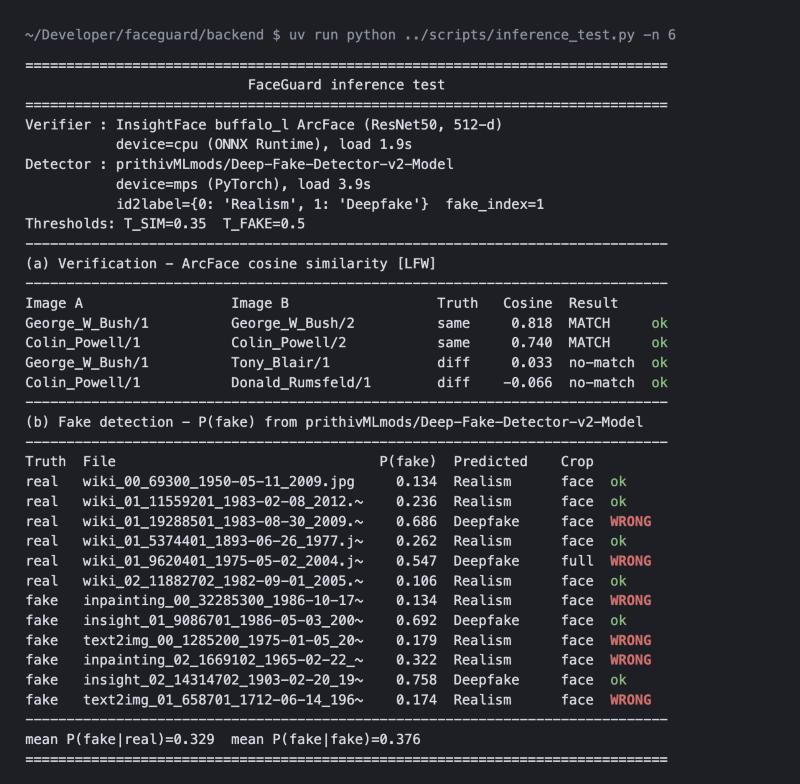 ~/Developer/faceguard/backend $ uv run python ../scripts/inference_test.py -n 6
==============================================================================
FaceGuard inference test
==============================================================================
Verifier : InsightFace buffalo_l ArcFace (ResNet50, 512-d)
device=cpu (ONNX Runtime), load 1.9s
Detector : prithivMLmods/Deep-Fake-Detector-v2-Model
device=mps (PyTorch), load 3.9s
id2label={0: 'Realism', 1: 'Deepfake'}  fake_index=1
Thresholds: T_SIM=0.35  T_FAKE=0.5
------------------------------------------------------------------------------
(a) Verification - ArcFace cosine similarity [LFW]
------------------------------------------------------------------------------
Image A                  Image B                  Truth   Cosine  Result
George_W_Bush/1          George_W_Bush/2          same     0.818  MATCH     ok
Colin_Powell/1           Colin_Powell/2           same     0.740  MATCH     ok
George_W_Bush/1          Tony_Blair/1             diff     0.033  no-match  ok
Colin_Powell/1           Donald_Rumsfeld/1        diff    -0.066  no-match  ok
------------------------------------------------------------------------------
(b) Fake detection - P(fake) from prithivMLmods/Deep-Fake-Detector-v2-Model
------------------------------------------------------------------------------
Truth  File                                P(fake)  Predicted    Crop
real   wiki_00_69300_1950-05-11_2009.jpg     0.134  Realism      face  ok
real   wiki_01_11559201_1983-02-08_2012.~    0.236  Realism      face  ok
real   wiki_01_19288501_1983-08-30_2009.~    0.686  Deepfake     face  WRONG
real   wiki_01_5374401_1893-06-26_1977.j~    0.262  Realism      face  ok
real   wiki_01_9620401_1975-05-02_2004.j~    0.547  Deepfake     full  WRONG
real   wiki_02_11882702_1982-09-01_2005.~    0.106  Realism      face  ok
fake   inpainting_00_32285300_1986-10-17~    0.134  Realism      face  WRONG
fake   insight_01_9086701_1986-05-03_200~    0.692  Deepfake     face  ok
fake   text2img_00_1285200_1975-01-05_20~    0.179  Realism      face  WRONG
fake   inpainting_02_1669102_1965-02-22_~    0.322  Realism      face  WRONG
fake   insight_02_14314702_1903-02-20_19~    0.758  Deepfake     face  ok
fake   text2img_01_658701_1712-06-14_196~    0.174  Realism      face  WRONG
------------------------------------------------------------------------------
mean P(fake|real)=0.329  mean P(fake|fake)=0.376
==============================================================================